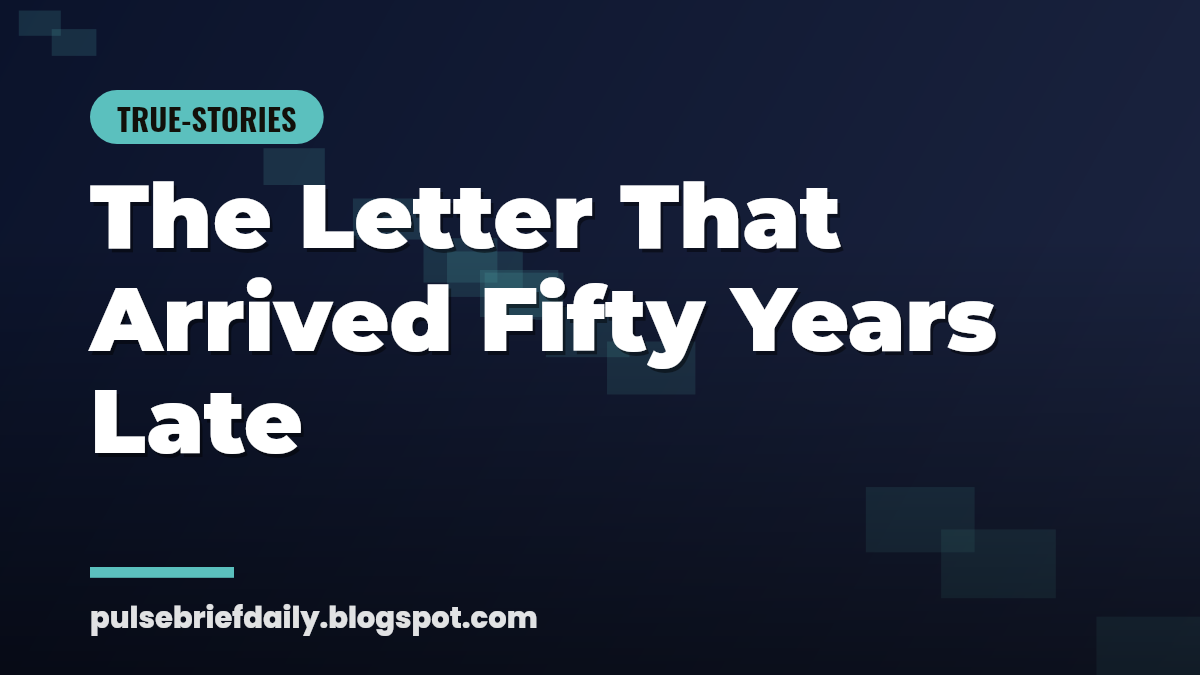 TRUE-STORIES
The Letter That
Arrived Fifty Years
Late
pulsebriefdaily.blogspot.com